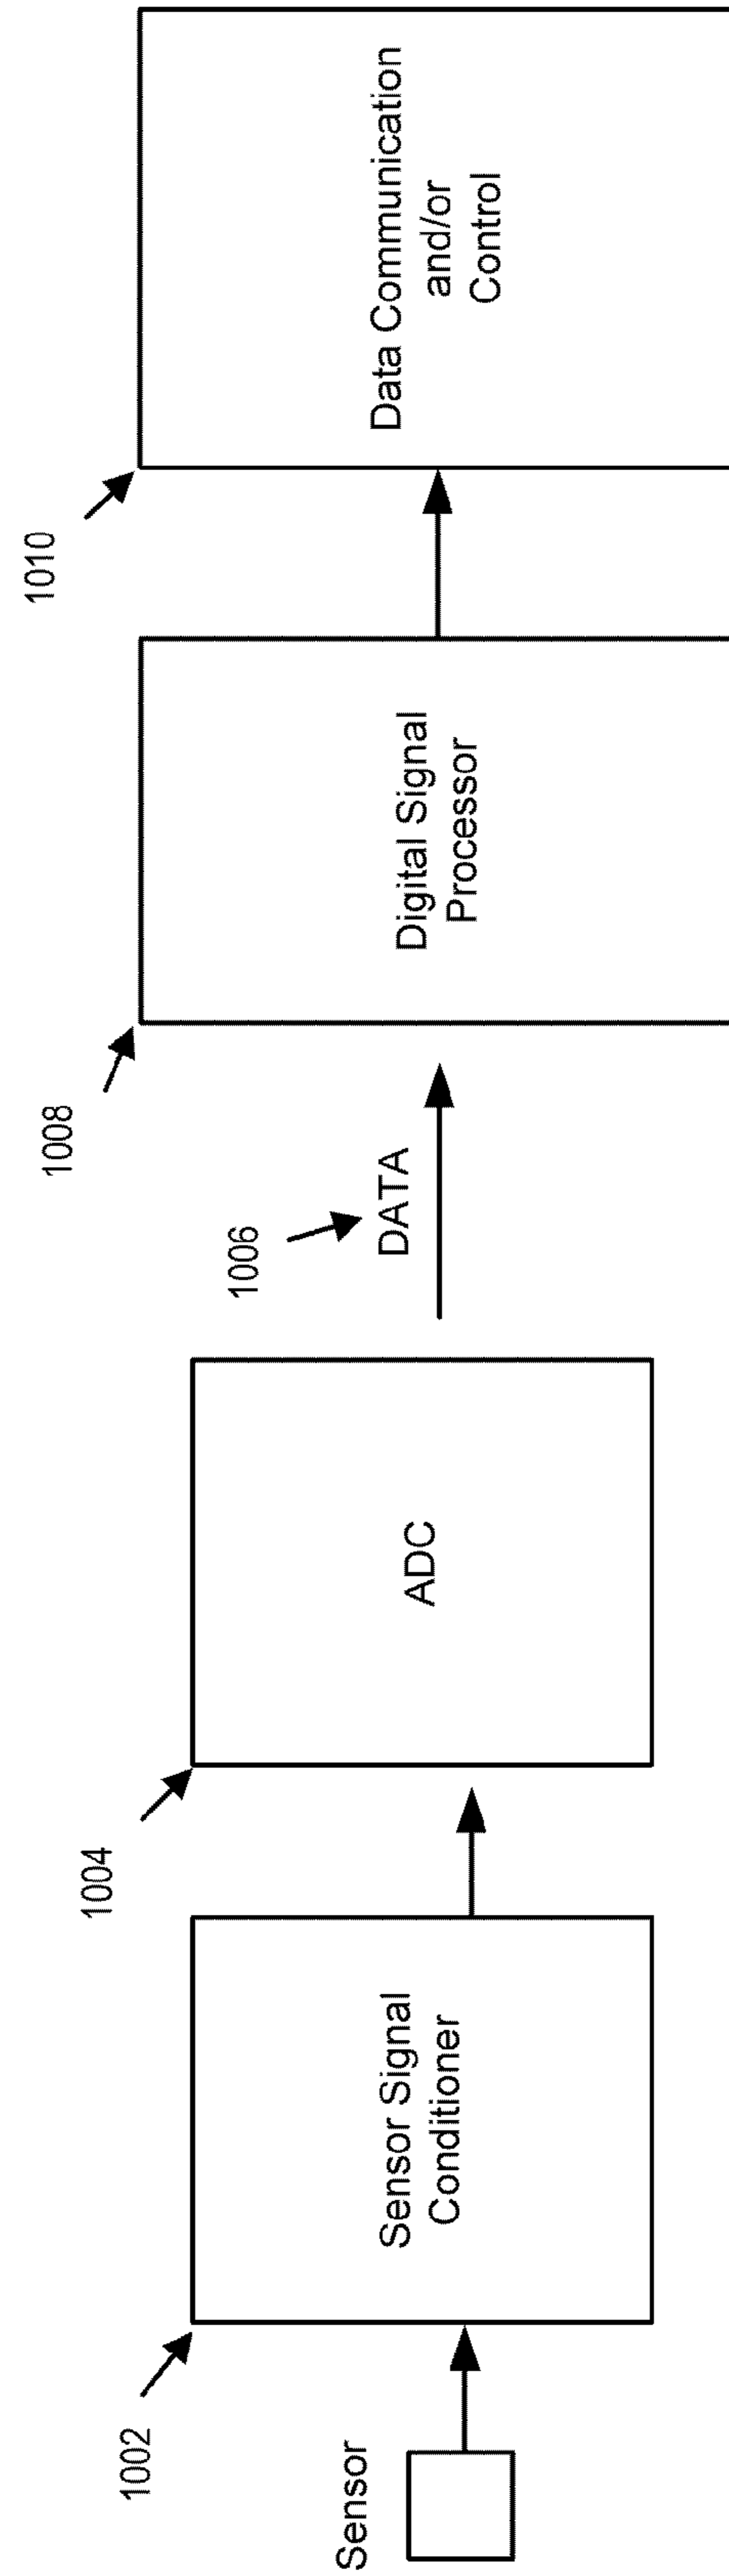 Sensor
1002
Sensor Signal
Conditioner
1004
ADC
1006
DATA
1008
Digital Signal
Processor
1010
Data Communication
and/or
Control